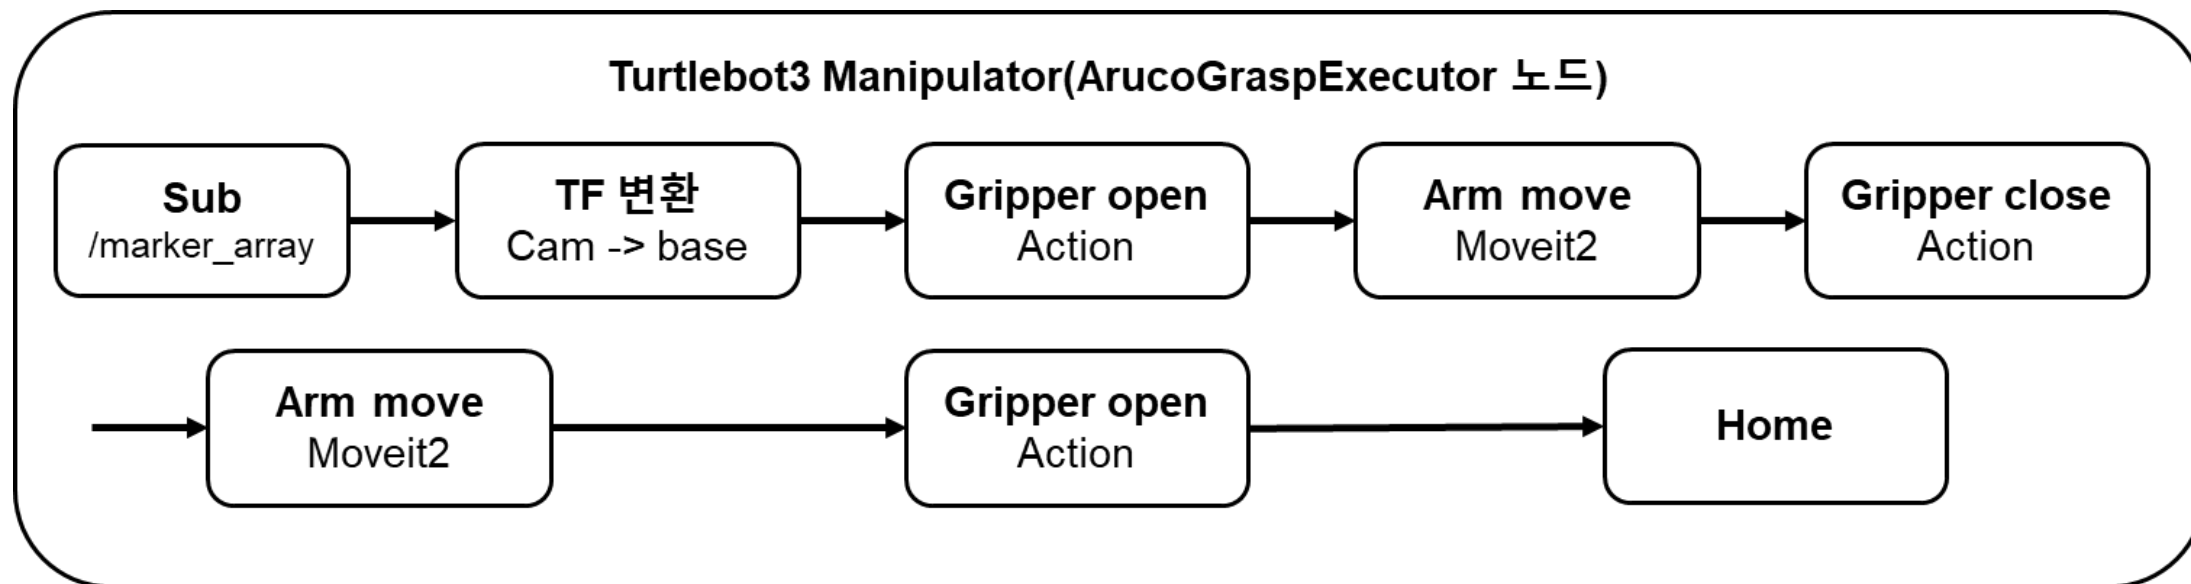 Turtlebot3 Manipulator(ArucoGraspExecutor 노드)
Sub
/marker_array
TF 변환
Cam -> base
Gripper open
Action
Arm move
Moveit2
Gripper close
Action
Arm move
Moveit2
Gripper open
Action
Home